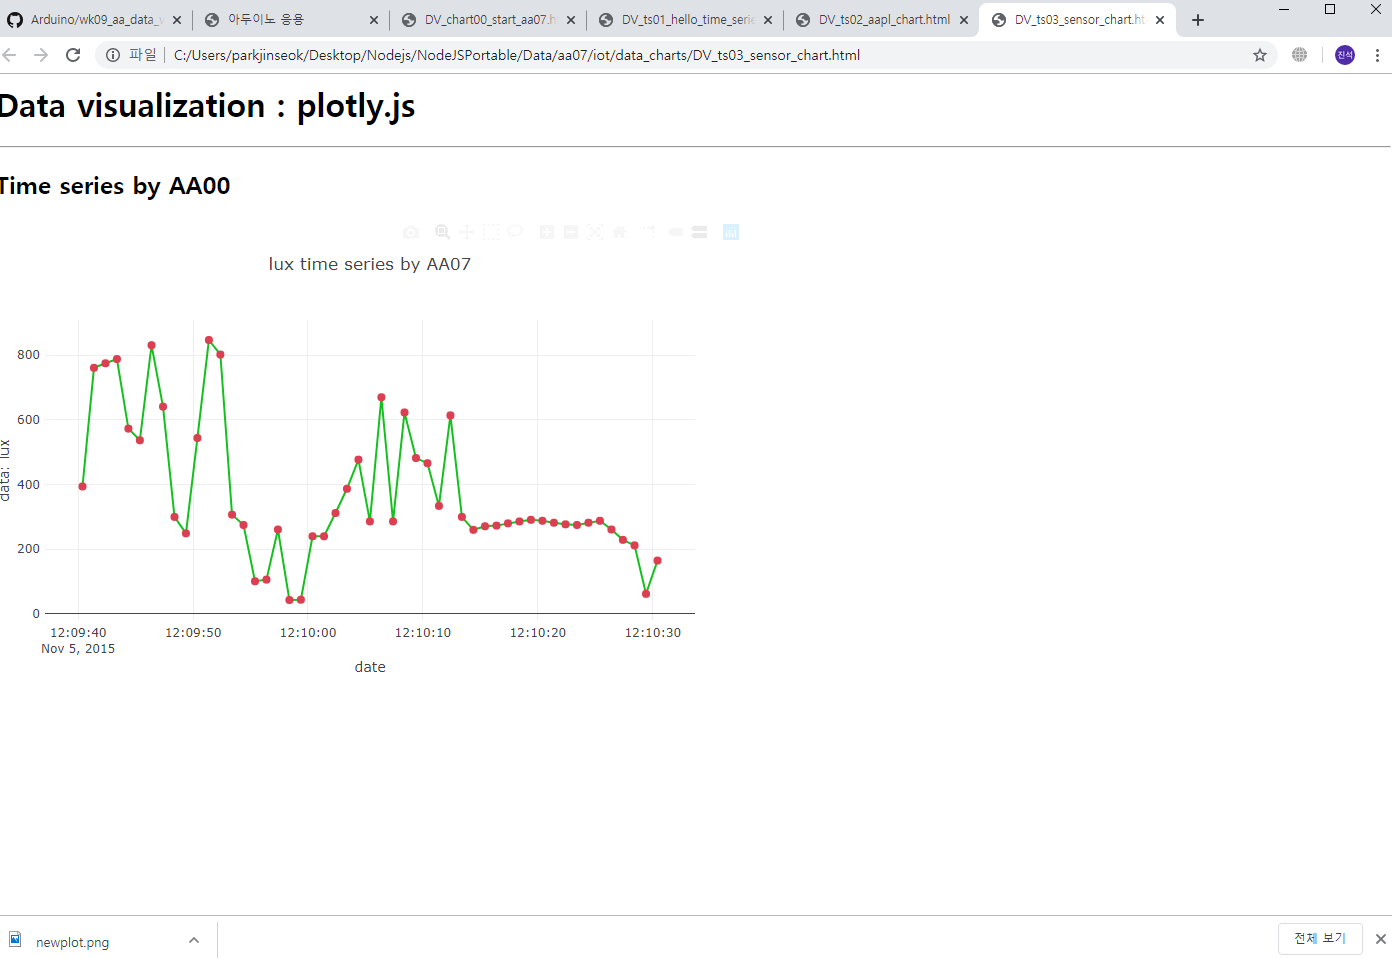 Arduino/wk09_aa_data_
아두이노 응용
DV_chart00_start_aa07.h
DV_ts01_hello_time_serie
DV_ts02_aapl_chart.html
DV_ts03_sensor_chart.ht
파일
C:/Users/parkjinseok/Desktop/Nodejs/NodeJSPortable/Data/aa07/iot/data_charts/DV_ts03_sensor_chart.html
진석
Data visualization : plotly.js
Time series by AA00
lux time series by AA07
800
600
400
200
0
data: lux
12:09:40
12:09:50
12:10:00
12:10:10
12:10:20
12:10:30
Nov 5, 2015
date
newplot.png
전체 보기